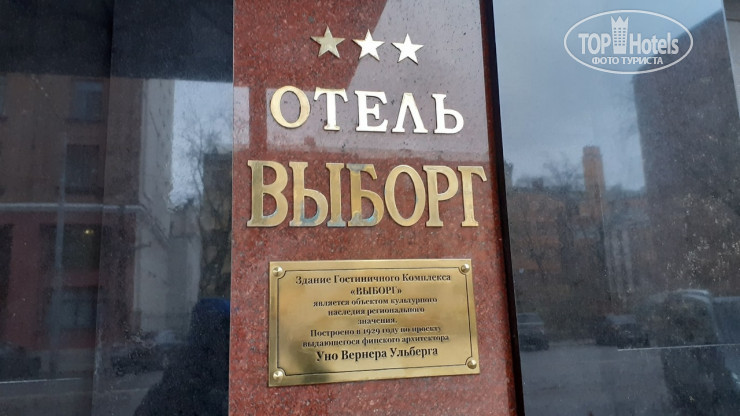 TOP Hotels
ФОТО ТУРИСТА
ОТЕЛЬ
ВЫБОРГ
Здание Гостиничного Комплекса
«ВЫБОРГ»
является объектом культурного
наследия регионального
значения.
Построено в 1929 году по проекту
выдающегося финского архитектора
Уно Вернера Ульберга